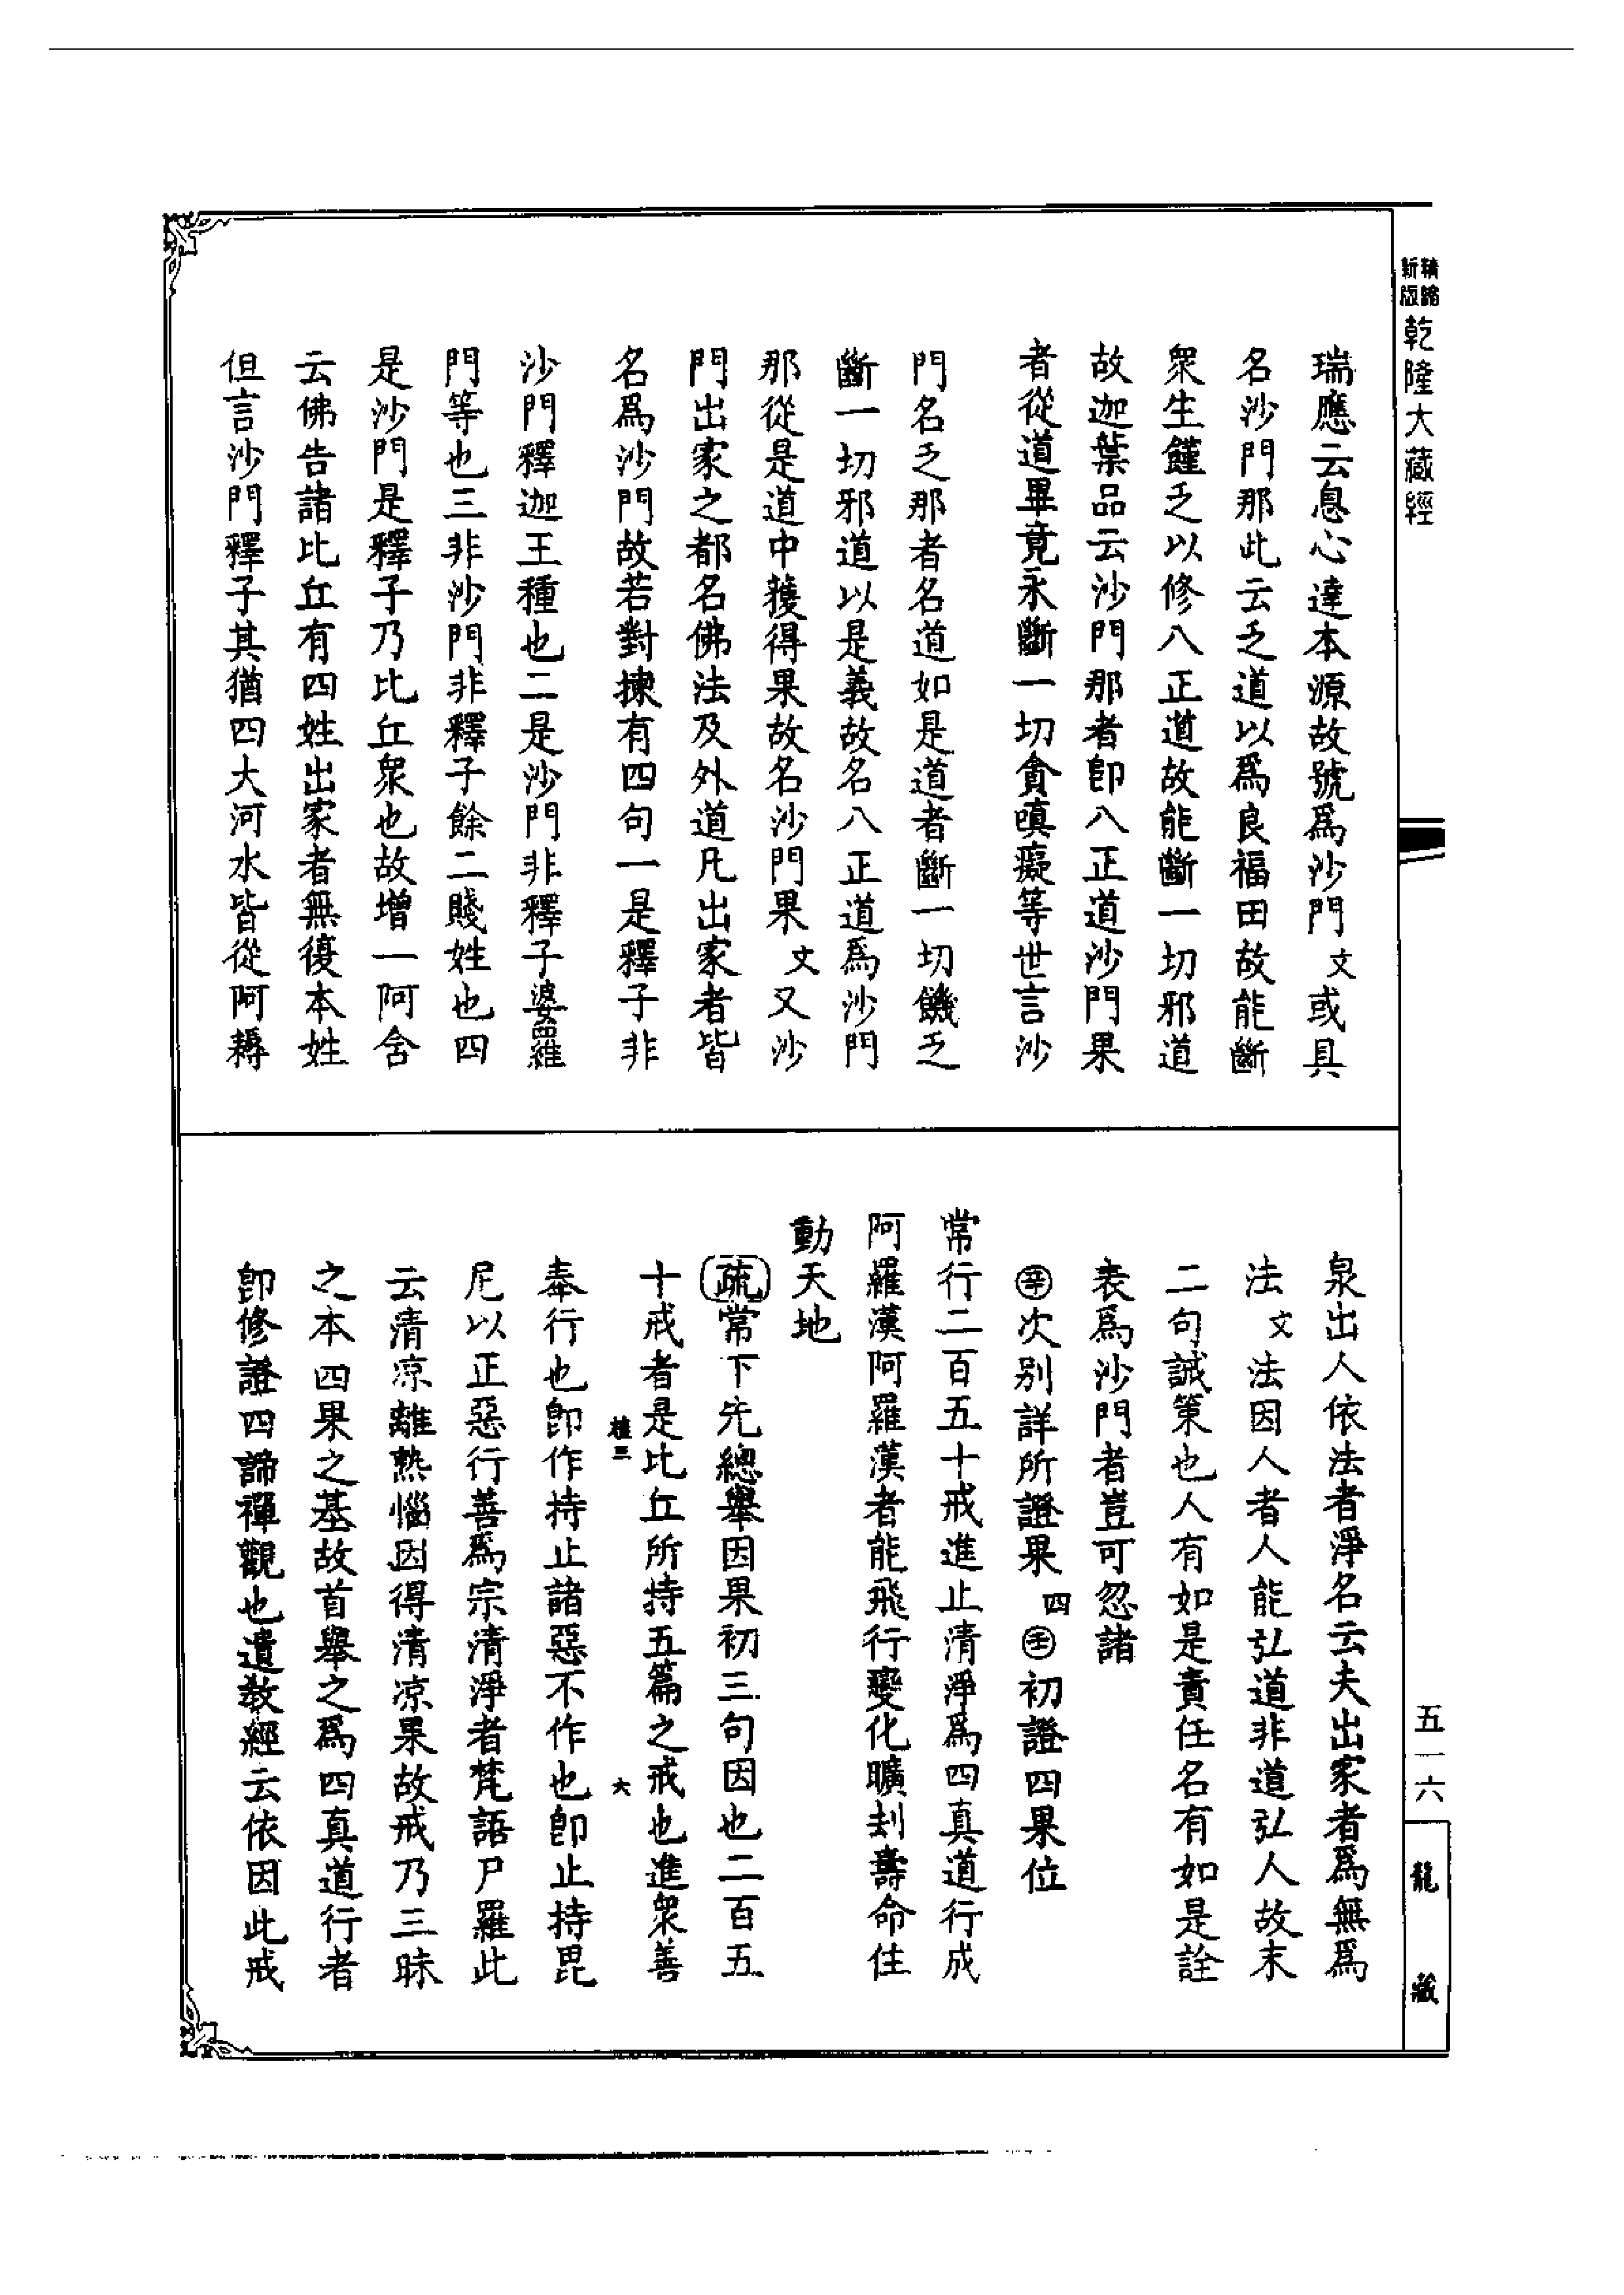 精縮
新版
乾隆大藏經
瑞應云息心達本源故號爲沙門文或具
名沙門那此云乏道以爲良福田故能斷
衆生饉乏以修八正道故能斷一切邪道
故迦葉品云沙門那者卽八正道沙門果
者從道畢竟永斷一切貪嗔癡等世言沙
門名乏那者名道如是道者斷一切饑乏
斷一切邪道以是義故名八正道爲沙門
那從是道中獲得果故名沙門果文又沙
門出家之都名佛法及外道凡出家者皆
名爲沙門故若對揀有四句一是釋子非
沙門釋迦王種也二是沙門非釋子婆羅
門等也三非沙門非釋子餘二賤姓也四
是沙門是釋子乃比丘衆也故增一阿含
云佛告諸比丘有四姓出家者無復本姓
但言沙門釋子其猶四大河水皆從阿耨
泉出人依法者淨名云夫出家者爲無爲
法文法因人者人能弘道非道弘人故末
二句誡策也人有如是責任名有如是詮
表爲沙門者豈可忽諸
㊛次別詳所證果四㊛初證四果位
常行二百五十戒進止清淨爲四真道行成
阿羅漢阿羅漢者能飛行變化曠刦壽命住
動天地
疏常下先總舉因果初三句因也二百五
十戒者是比丘所持五篇之戒也進衆善
三
六
奉行也卽作持止諸惡不作也卽止持毘
尼以正惡行善爲宗清淨者梵語尸羅此
云清凉離熱惱因得清凉果故戒乃三昧
之本四果之基故首舉之爲四真道行者
卽修證四諦禪觀也遺教經云依因此戒
五一六
龍藏